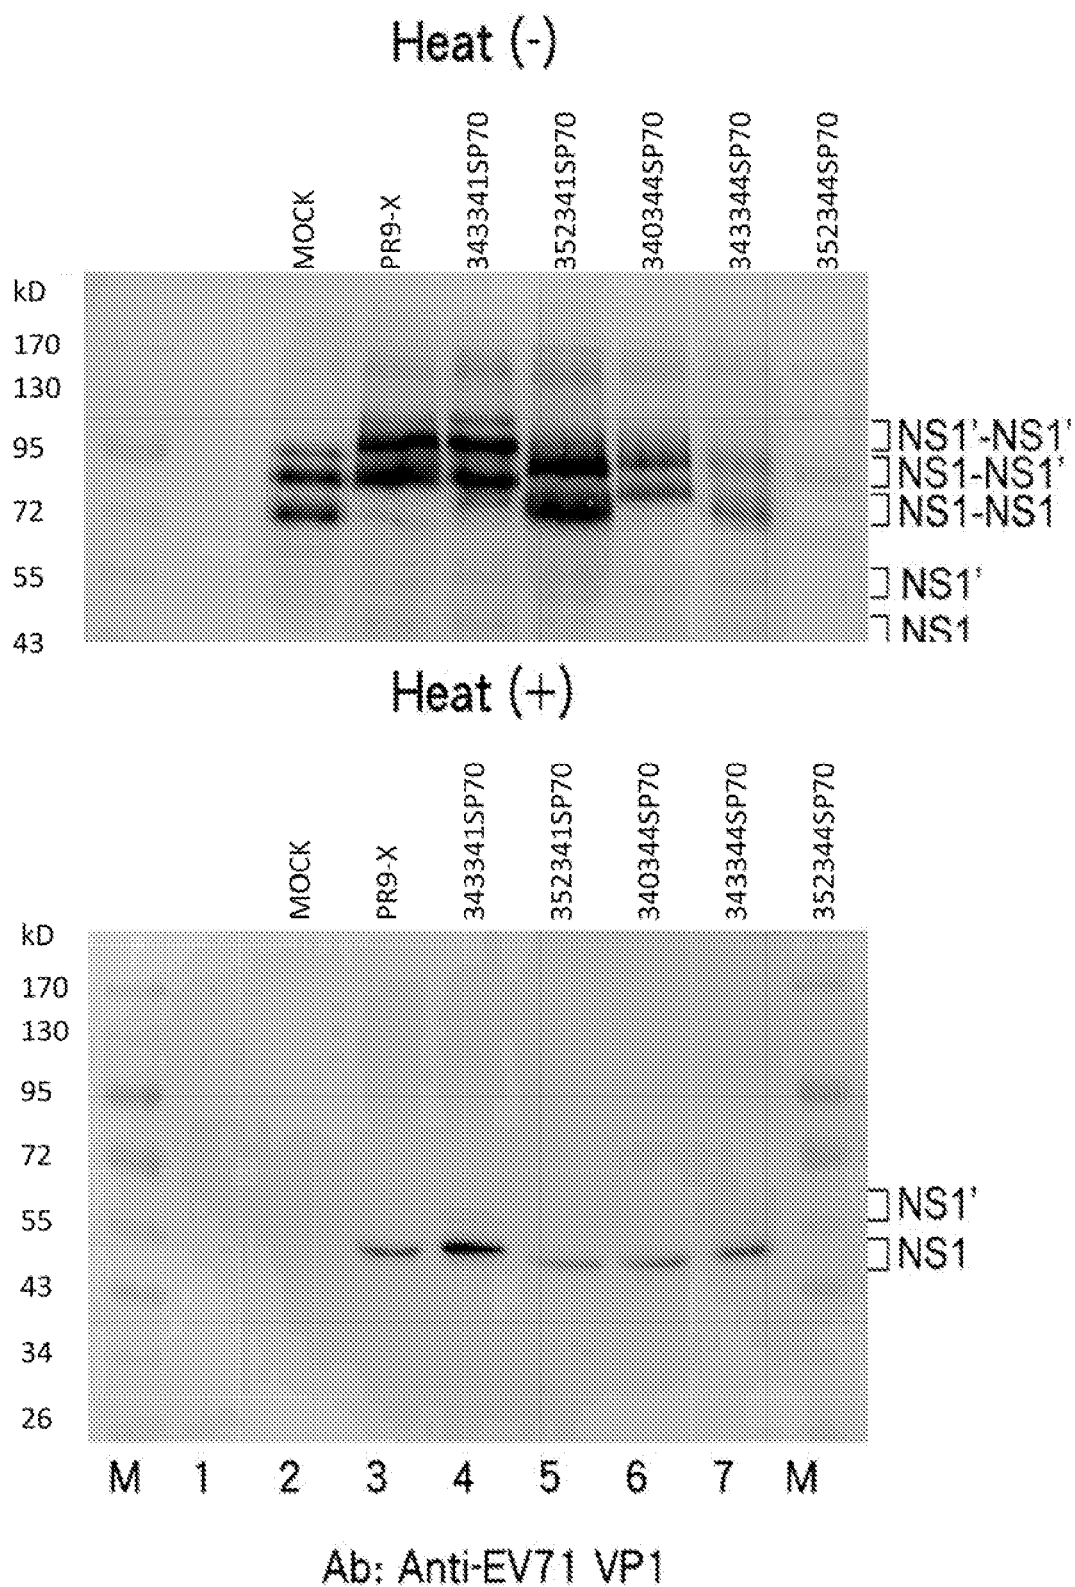 Heat (-)
MOCK
PR9-X
343341SP70
352341SP70
340344SP70
343344SP70
352344SP70
kD
170
130
95
72
55
43
NS1'-NS1'
NS1-NS1'
NS1-NS1
NS1'
NS1
Heat (+)
MOCK
PR9-X
343341SP70
352341SP70
340344SP70
343344SP70
352344SP70
kD
170
130
95
72
55
43
34
26
NS1'
NS1
M 1 2 3 4 5 6 7 M
Ab: Anti-EV71 VP1